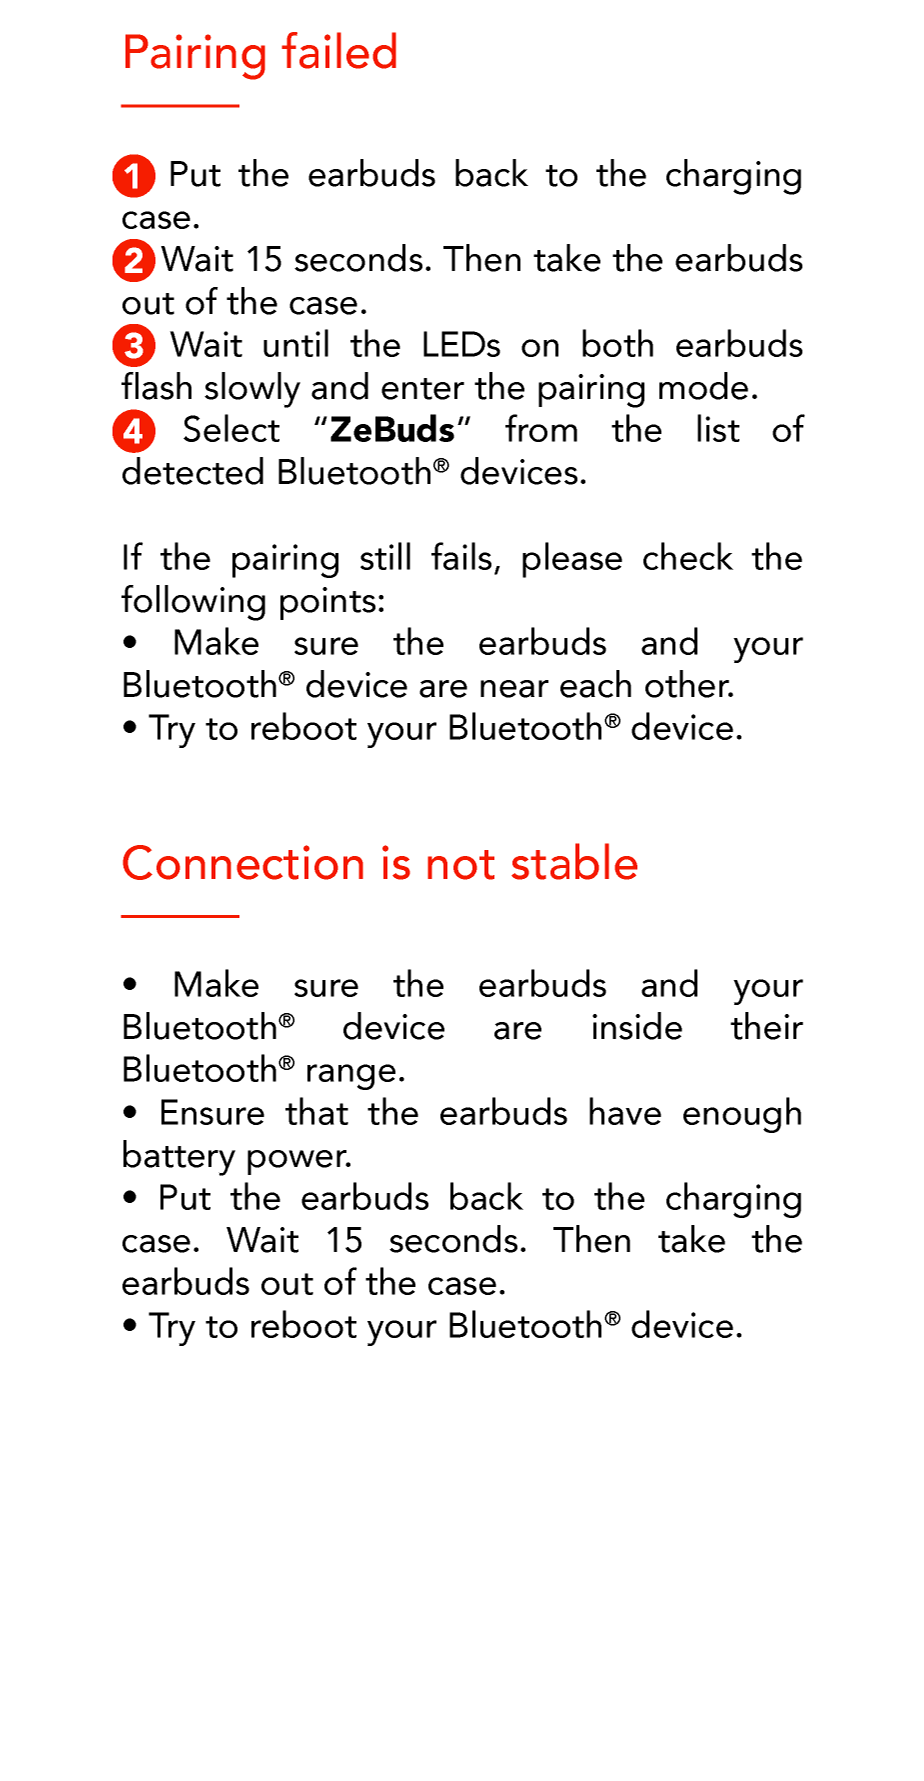 Pairing failed
1 Put the earbuds back to the charging
case.
2 Wait 15 seconds. Then take the earbuds
out of the case.
3 Wait until the LEDs on both earbuds
flash slowly and enter the pairing mode.
4 Select “ZeBuds” from the list of
detected Bluetooth® devices.
If the pairing still fails, please check the
following points:
• Make sure the earbuds and your
Bluetooth® device are near each other.
• Try to reboot your Bluetooth® device.
Connection is not stable
• Make sure the earbuds and your
Bluetooth® device are inside their
Bluetooth® range.
• Ensure that the earbuds have enough
battery power.
• Put the earbuds back to the charging
case. Wait 15 seconds. Then take the
earbuds out of the case.
• Try to reboot your Bluetooth® device.